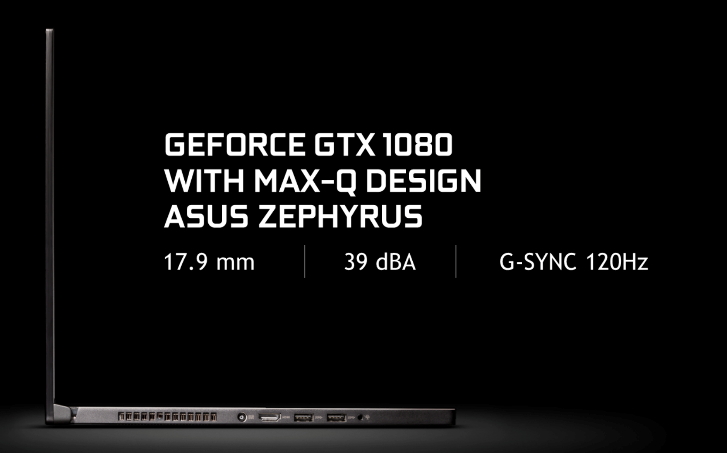 GEFORCE GTX 1080
WITH MAX-Q DESIGN
ASUS ZEPHYRUS
17.9 mm | 39 dBA | G-SYNC 120Hz